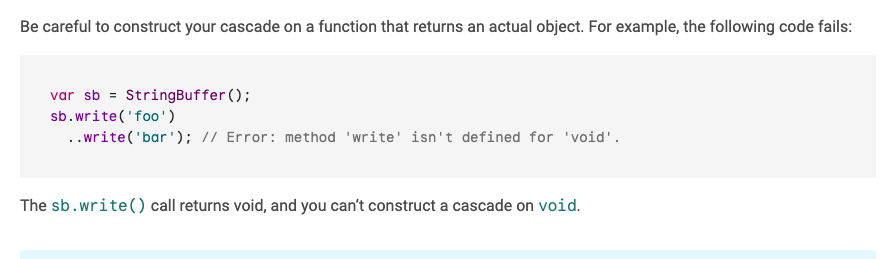 Be careful to construct your cascade on a function that returns an actual object. For example, the following code fails:
var sb = StringBuffer();
sb.write('foo')
..write('bar'); // Error: method 'write' isn't defined for 'void'.
The sb.write() call returns void, and you can’t construct a cascade on void.